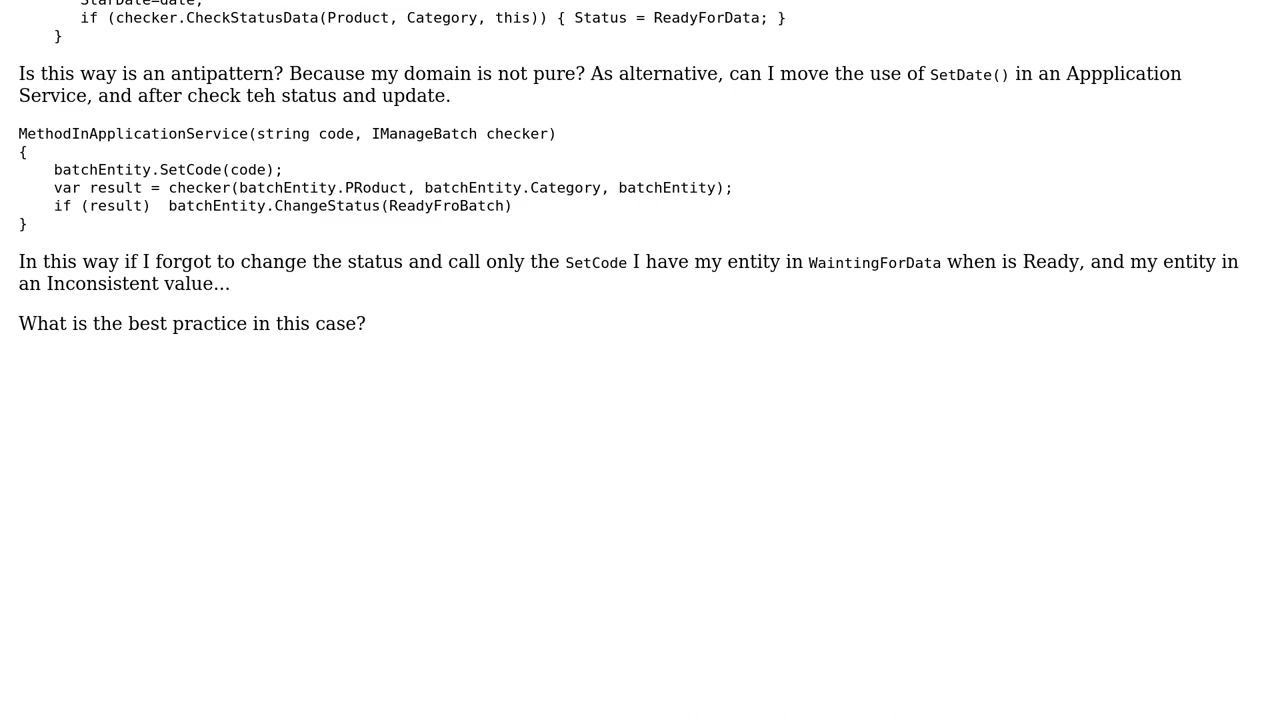 StarDate=date;
if (checker.CheckStatusData(Product, Category, this)) { Status = ReadyForData; }
}
Is this way is an antipattern? Because my domain is not pure? As alternative, can I move the use of SetDate() in an Appplication
Service, and after check teh status and update.
MethodInApplicationService(string code, IManageBatch checker)
{
batchEntity.SetCode(code);
var result = checker(batchEntity.PRoduct, batchEntity.Category, batchEntity);
if (result)  batchEntity.ChangeStatus(ReadyFroBatch)
}
In this way if I forgot to change the status and call only the SetCode I have my entity in WaintingForData when is Ready, and my entity in
an Inconsistent value...
What is the best practice in this case?